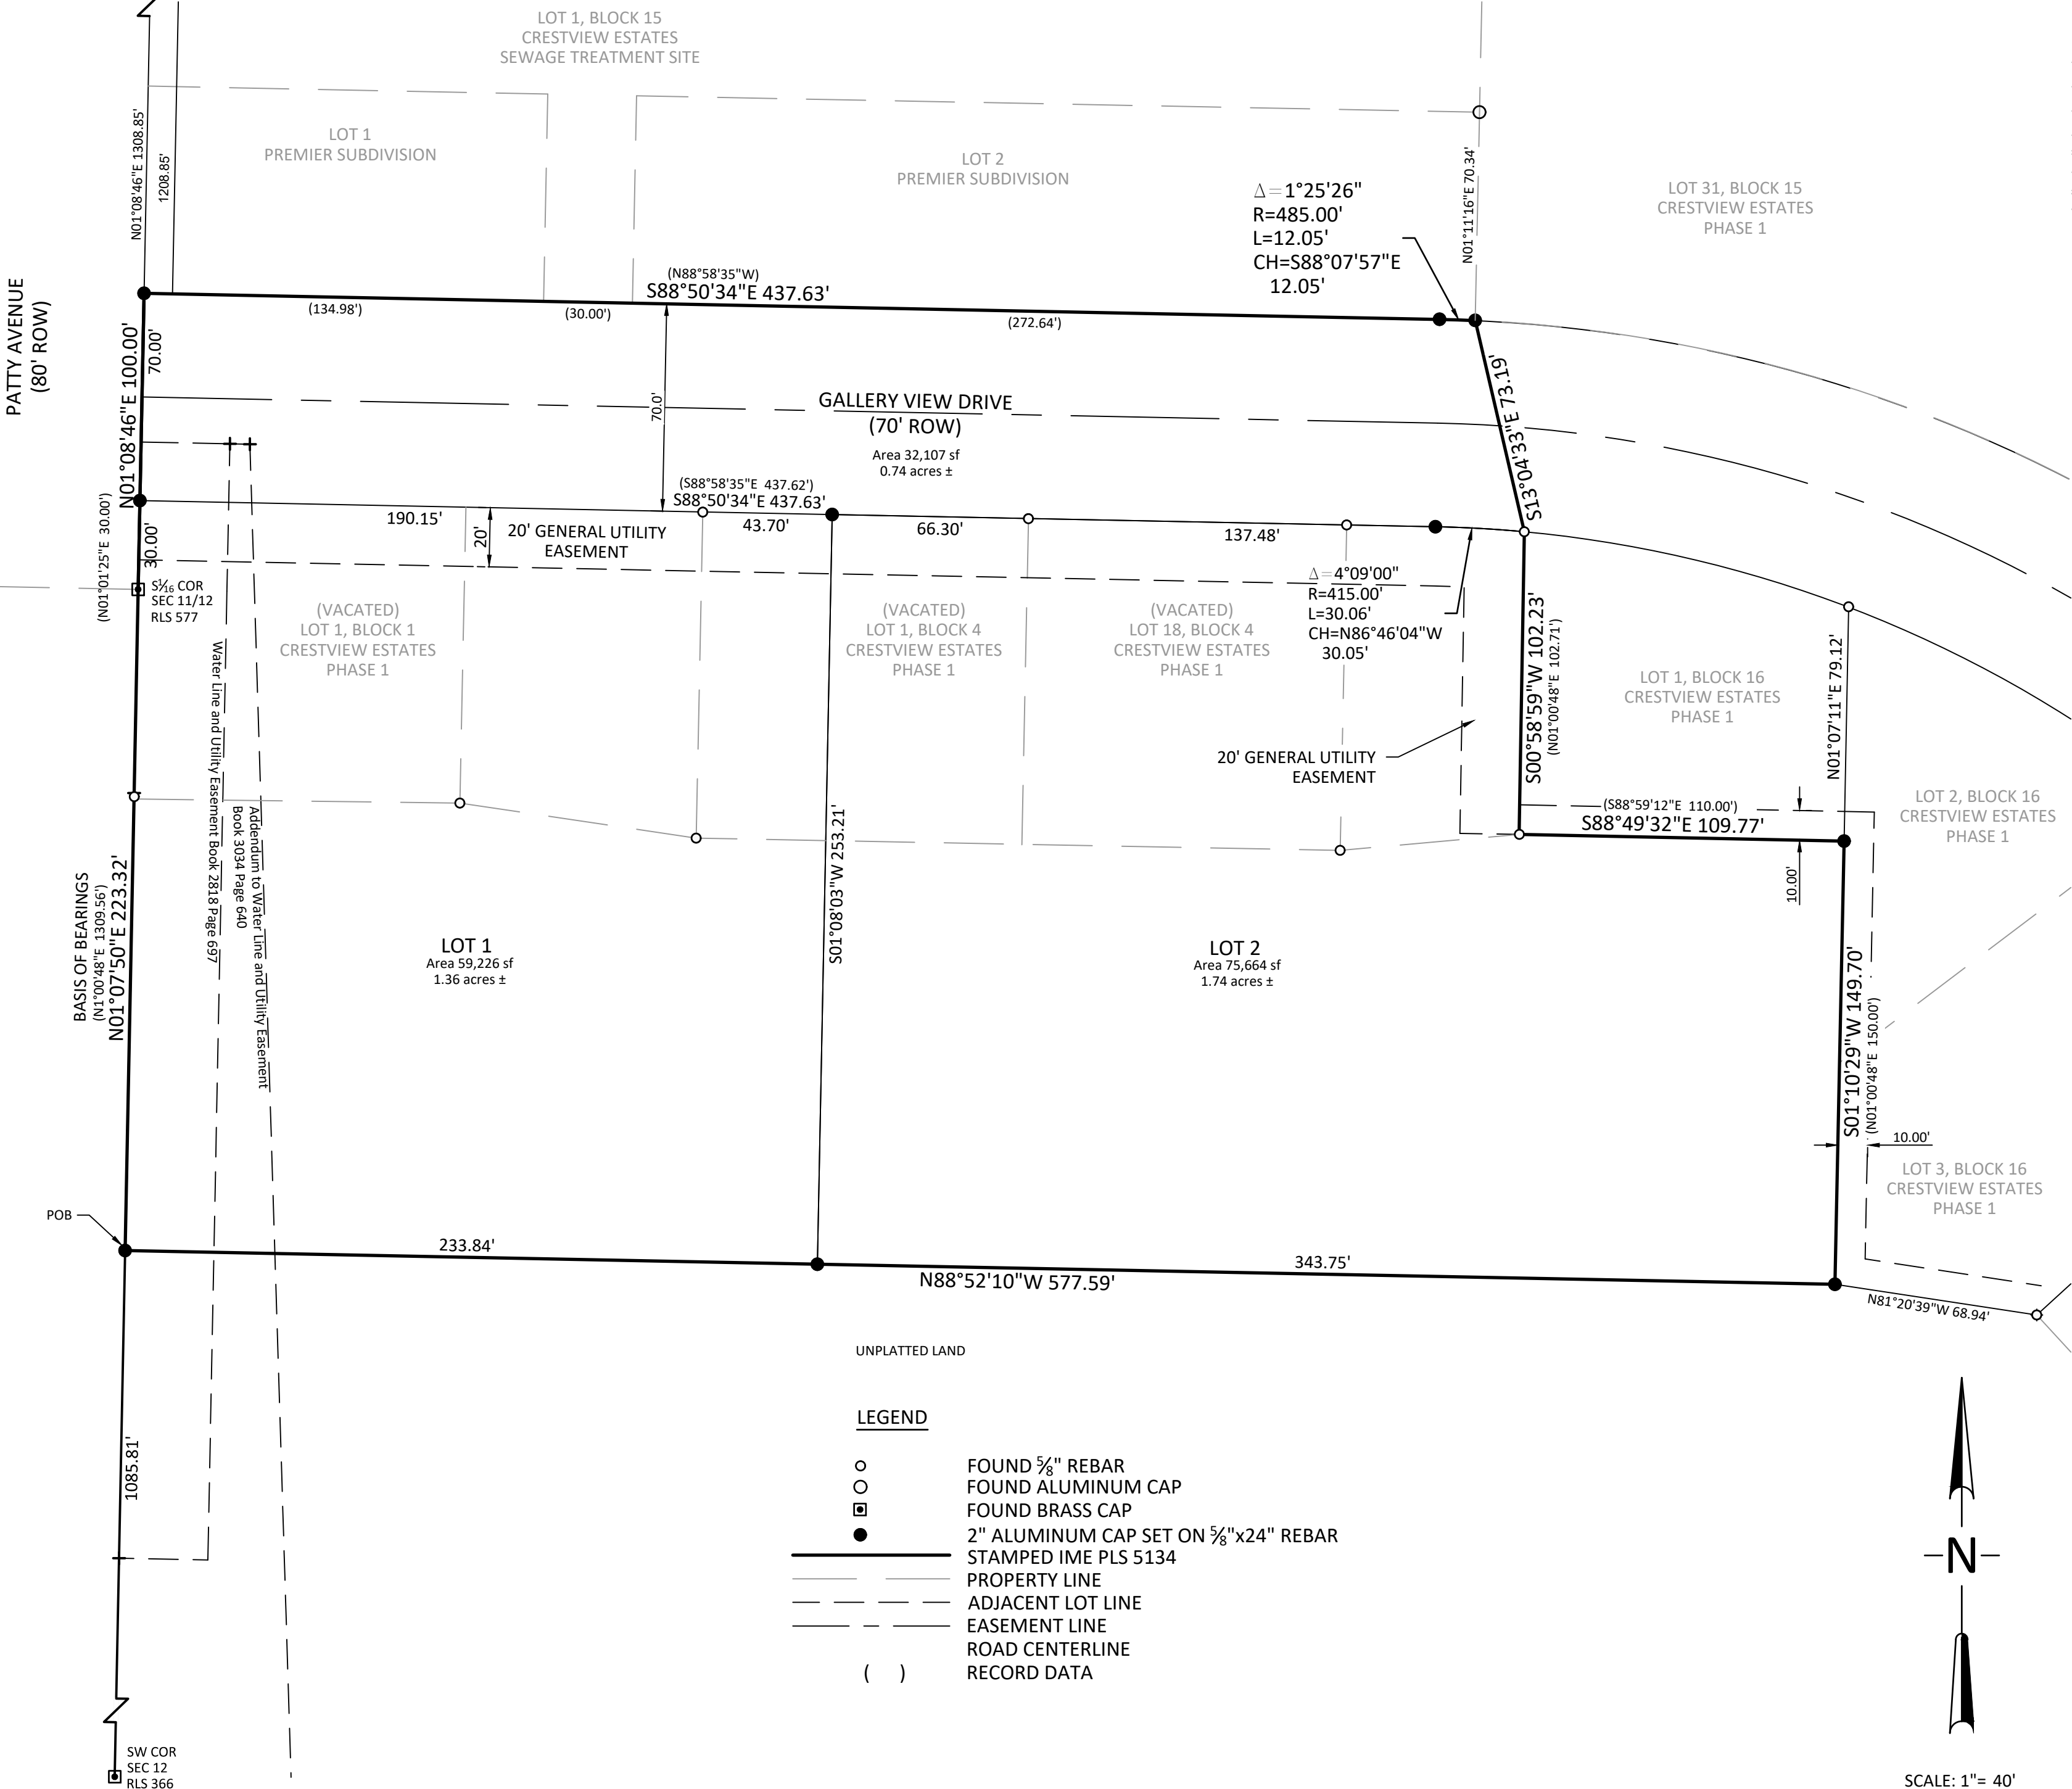 LOT 1, BLOCK 15
CRESTVIEW ESTATES
SEWAGE TREATMENT SITE
N01°08'46"E 1308.85'
1208.85'
LOT 1
PREMIER SUBDIVISION
LOT 2
PREMIER SUBDIVISION
Δ=1°25'26"
R=485.00'
L=12.05'
CH=S88°07'57"E
12.05'
N01°11'16"E 70.34'
LOT 31, BLOCK 15
CRESTVIEW ESTATES
PHASE 1
PATTY AVENUE
(80' ROW)
(N88°58'35"W)
S88°50'34"E 437.63'
(134.98')
(30.00')
(272.64')
N01°08'46"E 100.00'
70.00'
70.0'
GALLERY VIEW DRIVE
(70' ROW)
Area 32,107 sf
0.74 acres ±
S13°04'33"E 73.19'
(S88°58'35"E 437.62')
S88°50'34"E 437.63'
190.15'
43.70'
66.30'
137.48'
20'
20' GENERAL UTILITY
EASEMENT
(N01°01'25"E 30.00')
30.00'
S1⁄16 COR
SEC 11/12
RLS 577
(VACATED)
LOT 1, BLOCK 1
CRESTVIEW ESTATES
PHASE 1
(VACATED)
LOT 1, BLOCK 4
CRESTVIEW ESTATES
PHASE 1
(VACATED)
LOT 18, BLOCK 4
CRESTVIEW ESTATES
PHASE 1
Δ=4°09'00"
R=415.00'
L=30.06'
CH=N86°46'04"W
30.05'
S00°58'59"W 102.23'
(N01°00'48"E 102.71')
LOT 1, BLOCK 16
CRESTVIEW ESTATES
PHASE 1
N01°07'11"E 79.12'
20' GENERAL UTILITY
EASEMENT
(S88°59'12"E 110.00')
S88°49'32"E 109.77'
10.00'
LOT 2, BLOCK 16
CRESTVIEW ESTATES
PHASE 1
Water Line and Utility Easement Book 2818 Page 697
Addendum to Water Line and Utility Easement
Book 3034 Page 640
BASIS OF BEARINGS
(N1°00'48"E 1309.56')
N01°07'50"E 223.32'
S01°08'03"W 253.21'
LOT 1
Area 59,226 sf
1.36 acres ±
LOT 2
Area 75,664 sf
1.74 acres ±
S01°10'29"W 149.70'
(N01°00'48"E 150.00')
10.00'
LOT 3, BLOCK 16
CRESTVIEW ESTATES
PHASE 1
POB
233.84'
343.75'
N88°52'10"W 577.59'
N81°20'39"W 68.94'
UNPLATTED LAND
1085.81'
LEGEND
FOUND 5⁄8" REBAR
FOUND ALUMINUM CAP
FOUND BRASS CAP
2" ALUMINUM CAP SET ON 5⁄8"x24" REBAR
STAMPED IME PLS 5134
PROPERTY LINE
ADJACENT LOT LINE
EASEMENT LINE
ROAD CENTERLINE
( ) RECORD DATA
N
SW COR
SEC 12
RLS 366
SCALE: 1"= 40'